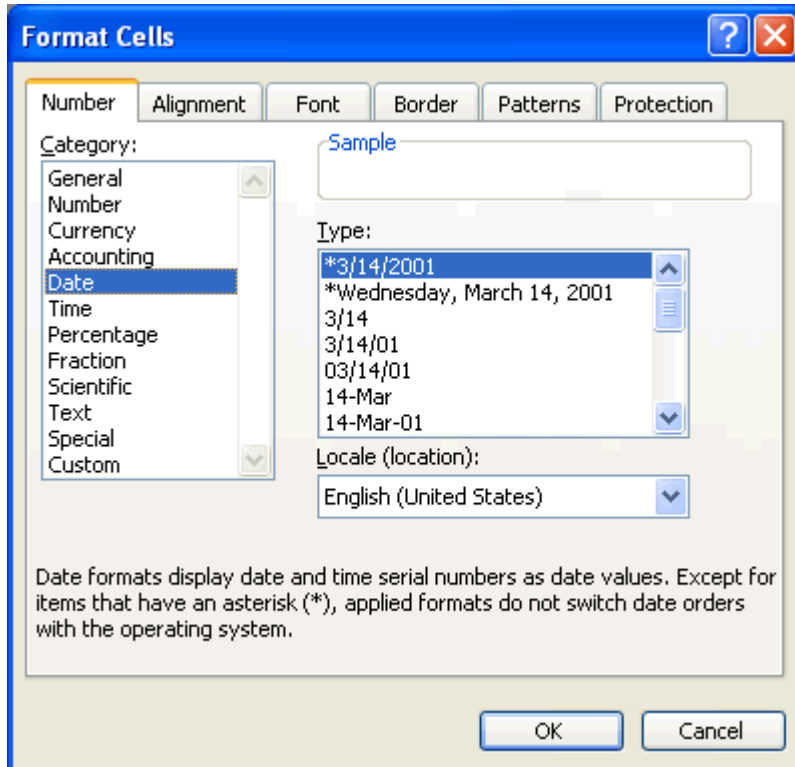 Format Cells
Number
Alignment
Font
Border
Patterns
Protection
Category:
General
Number
Currency
Accounting
Date
Time
Percentage
Fraction
Scientific
Text
Special
Custom
Sample
Type:
*3/14/2001
*Wednesday, March 14, 2001
3/14
3/14/01
03/14/01
14-Mar
14-Mar-01
Locale (location):
English (United States)
Date formats display date and time serial numbers as date values. Except for
items that have an asterisk (*), applied formats do not switch date orders
with the operating system.
OK
Cancel